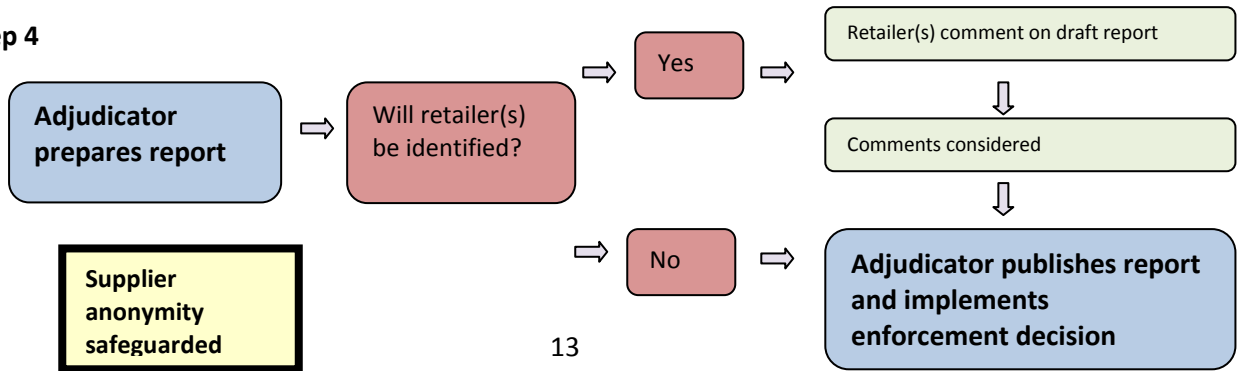 ep 4
Adjudicator
prepares report
Will retailer(s)
be identified?
Yes
Retailer(s) comment on draft report
Comments considered
No
Adjudicator publishes report
and implements
enforcement decision
Supplier
anonymity
safeguarded
13